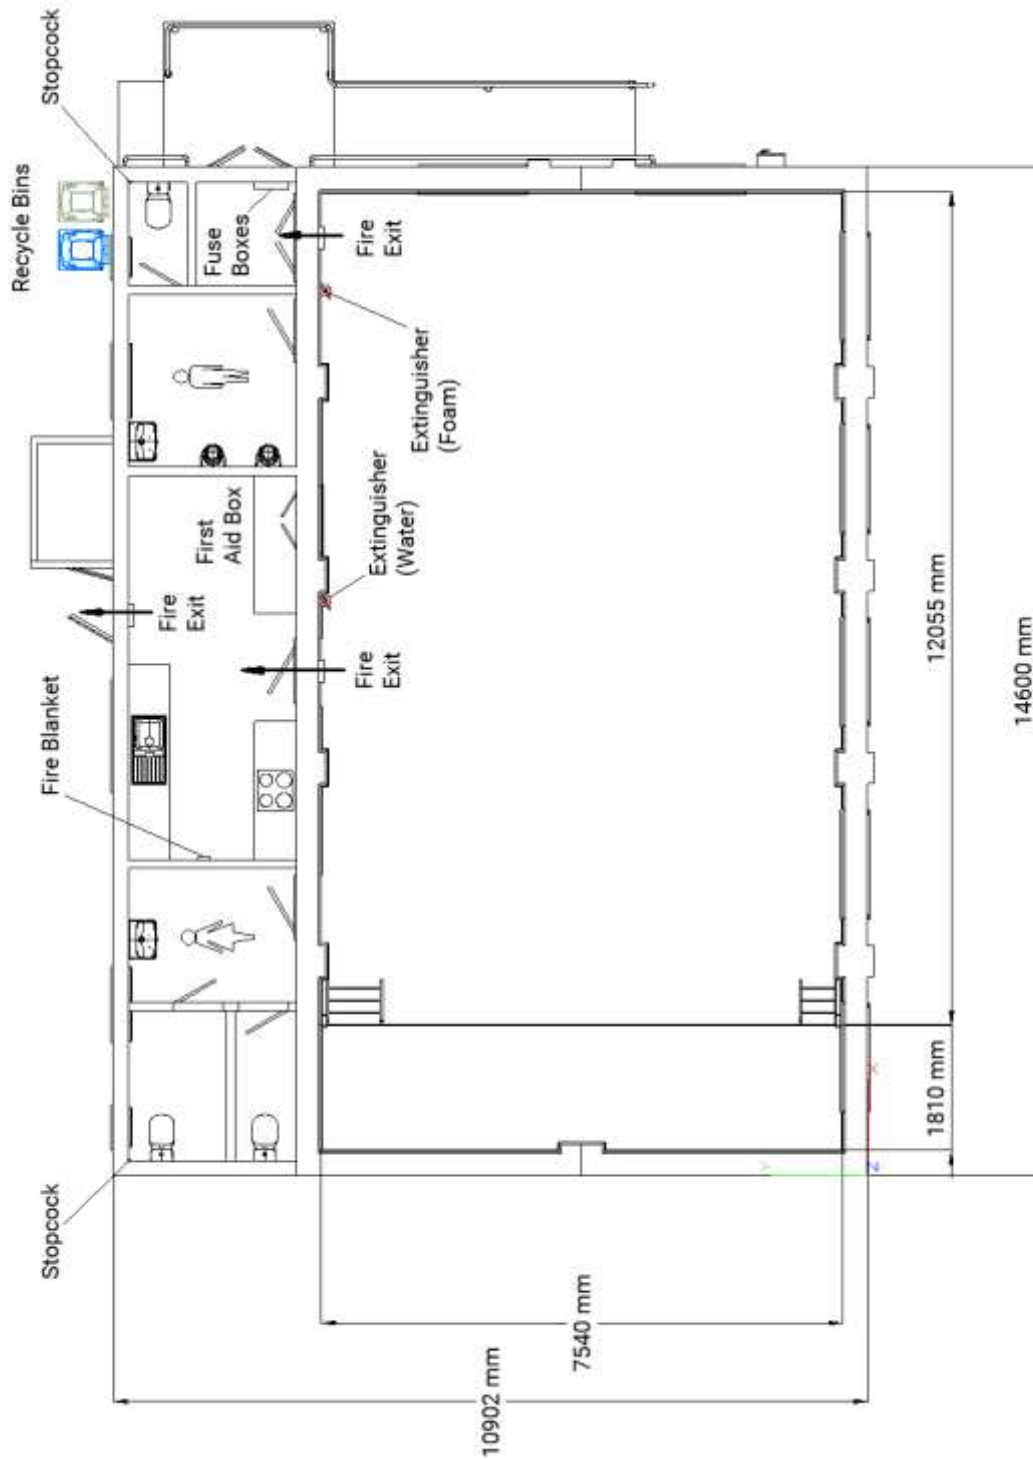 Stopcock
Recycle Bins
Stopcock
Fire Blanket
Fire
Exit
First
Aid Box
Fuse
Boxes
Fire
Exit
Extinguisher
(Water)
Extinguisher
(Foam)
Fire
Exit
7540 mm
10902 mm
1810 mm
12055 mm
14600 mm
Y
Z
X